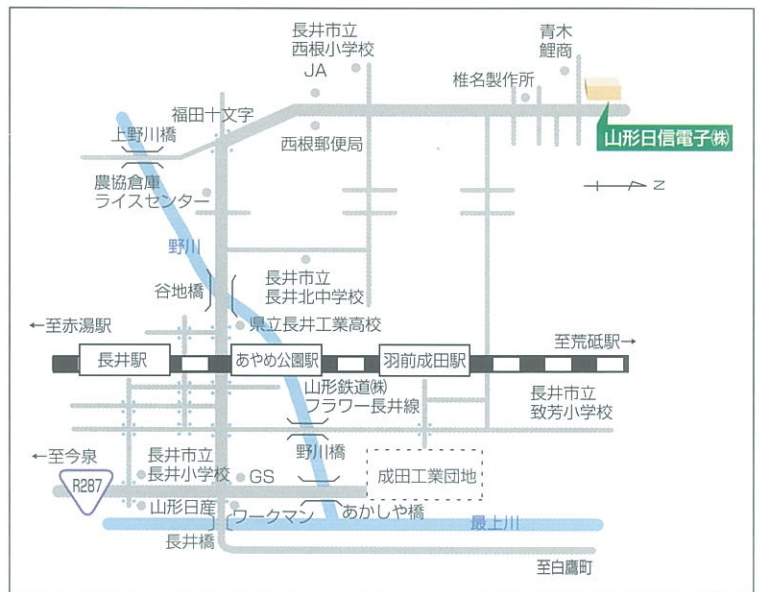 長井市立
西根小学校
JA
青木
鯉商
椎名製作所
福田十文字
上野川橋
西根郵便局
山形日信電子㈱
農協倉庫
ライスセンター
N
野川
谷地橋
長井市立
長井北中学校
←至赤湯駅
県立長井工業高校
至荒砥駅→
長井駅
あやめ公園駅
羽前成田駅
山形鉄道㈱
フラワー長井線
長井市立
致芳小学校
←至今泉
長井市立
長井小学校
野川橋
R287
GS
成田工業団地
山形日産
ワークマン
あかしや橋
最上川
長井橋
至白鷹町